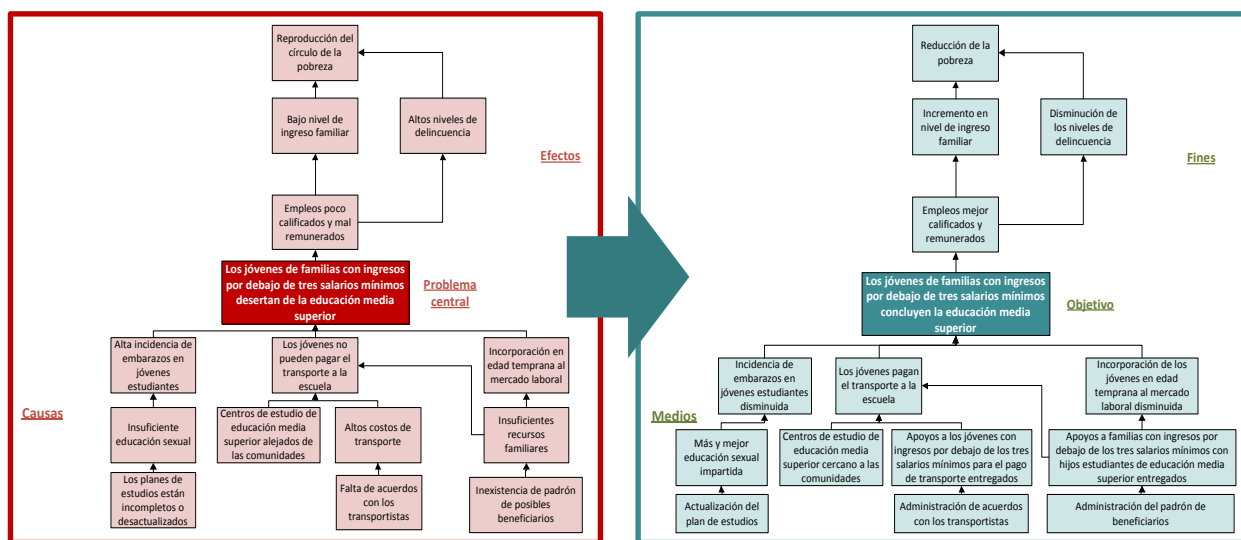 Reproducción del
círculo de la
pobreza
Bajo nivel de
ingreso familiar
Altos niveles de
delincuencia
Efectos
Empleos poco
calificados y mal
remunerados
Los jóvenes de familias con ingresos
por debajo de tres salarios mínimos
desertan de la educación media
superior
Problema
central
Alta incidencia de
embarazos en
jóvenes
estudiantes
Los jóvenes no
pueden pagar el
transporte a la
escuela
Incorporación en
edad temprana al
mercado laboral
Causas
Insuficiente
educación sexual
Centros de estudio de
educación media
superior alejados de
las comunidades
Altos costos de
transporte
Insuficientes
recursos
familiares
Los planes de
estudios están
incompletos o
desactualizados
Falta de acuerdos
con los
transportistas
Inexistencia de padrón de
posibles beneficiarios
Reducción de la
pobreza
Incremento en
nivel de ingreso
familiar
Disminución de
los niveles de
delincuencia
Fines
Empleos mejor
calificados y
remunerados
Los jóvenes de familias con ingresos
por debajo de tres salarios mínimos
concluyen la educación media
superior
Objetivo
Incidencia de
embarazos en
jóvenes estudiantes
disminuida
Los jóvenes pagan
el transporte a la
escuela
Incorporación de los
jóvenes en edad
temprana al mercado
laboral disminuida
Medios
Más y mejor
educación sexual
impartida
Centros de estudio de
educación media
superior cercano a las
comunidades
Apoyos a los jóvenes con
ingresos por debajo de los tres
salarios mínimos para el pago
de transporte entregados
Apoyos a familias con ingresos por
debajo de los tres salarios mínimos con
hijos estudiantes de educación media
superior entregados
Actualización del
plan de estudios
Administración de acuerdos
con los transportistas
Administración del padrón de
beneficiarios